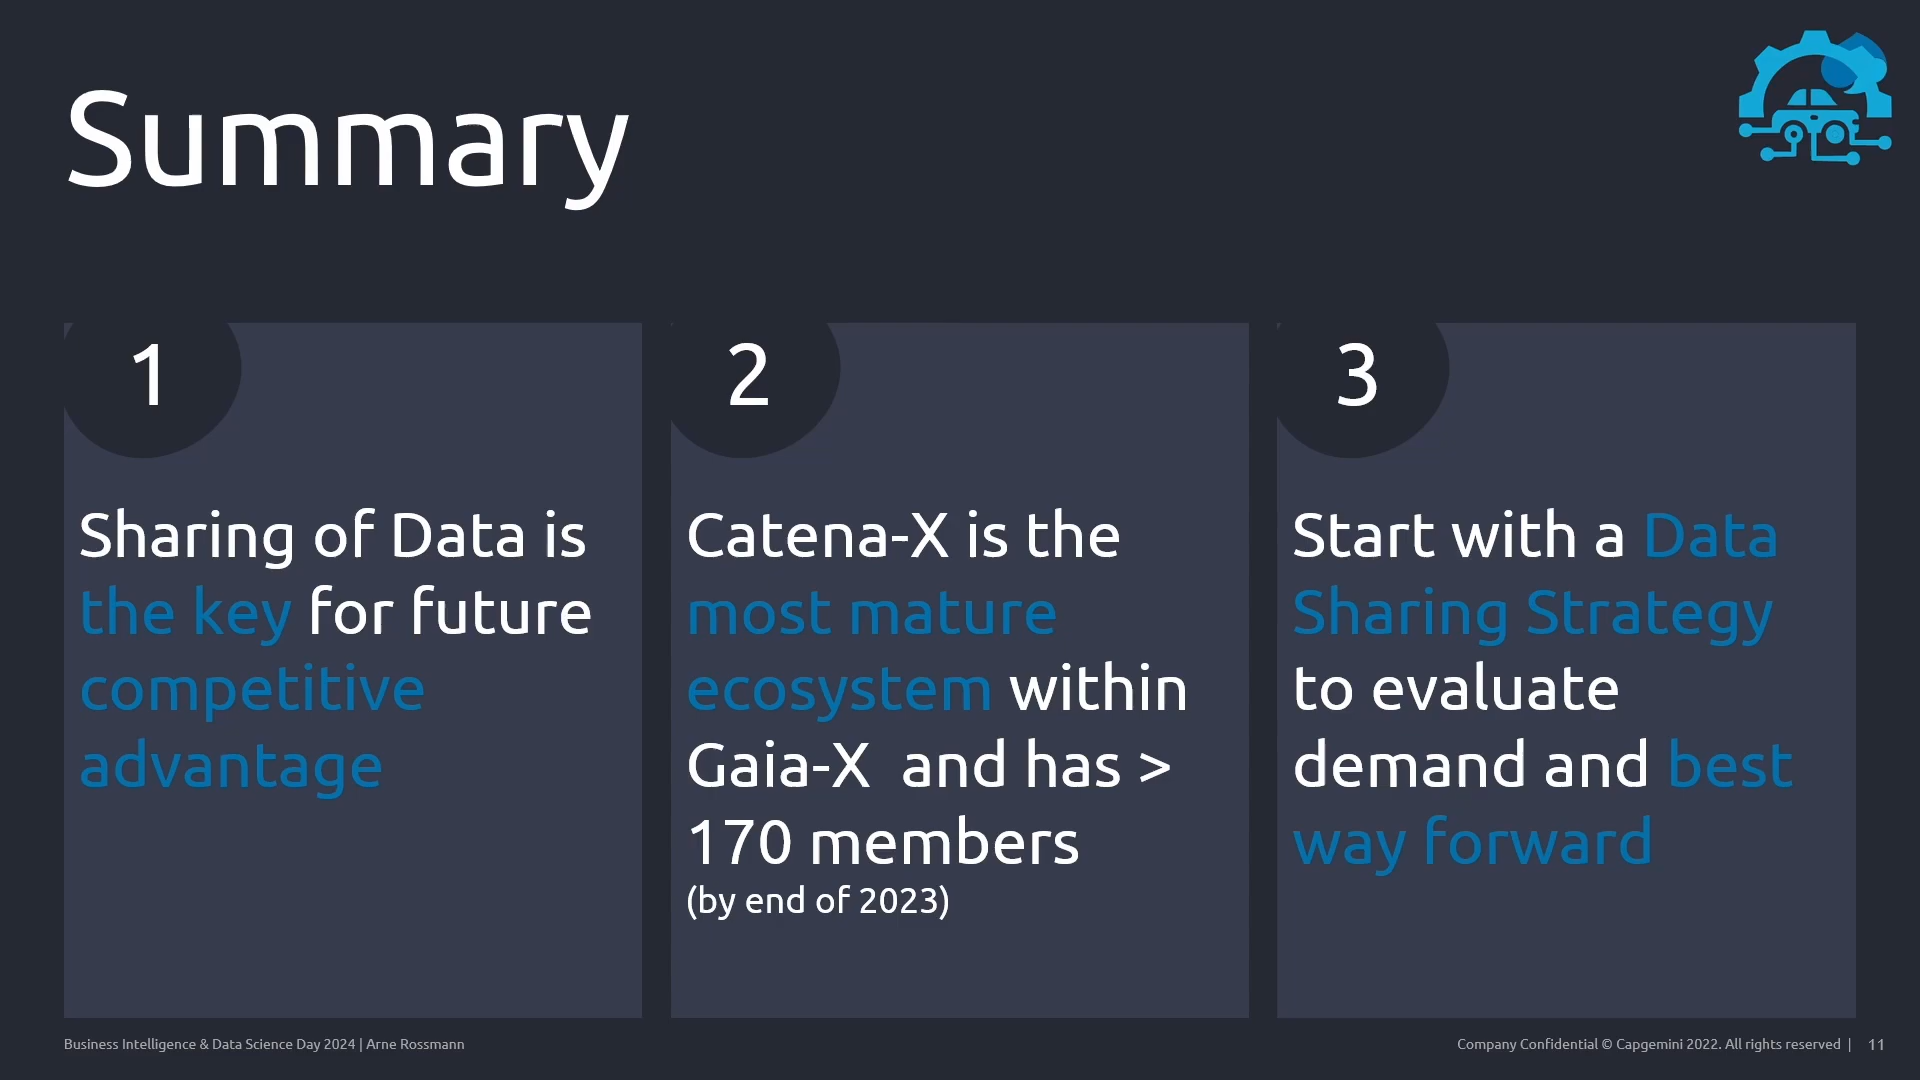 Summary
1
Sharing of Data is
the key for future
competitive
advantage
2
Catena-X is the
most mature
ecosystem within
Gaia-X  and has >
170 members
(by end of 2023)
3
Start with a Data
Sharing Strategy
to evaluate
demand and best
way forward
Business Intelligence & Data Science Day 2024 | Arne Rossmann
Company Confidential © Capgemini 2022. All rights reserved  |  11